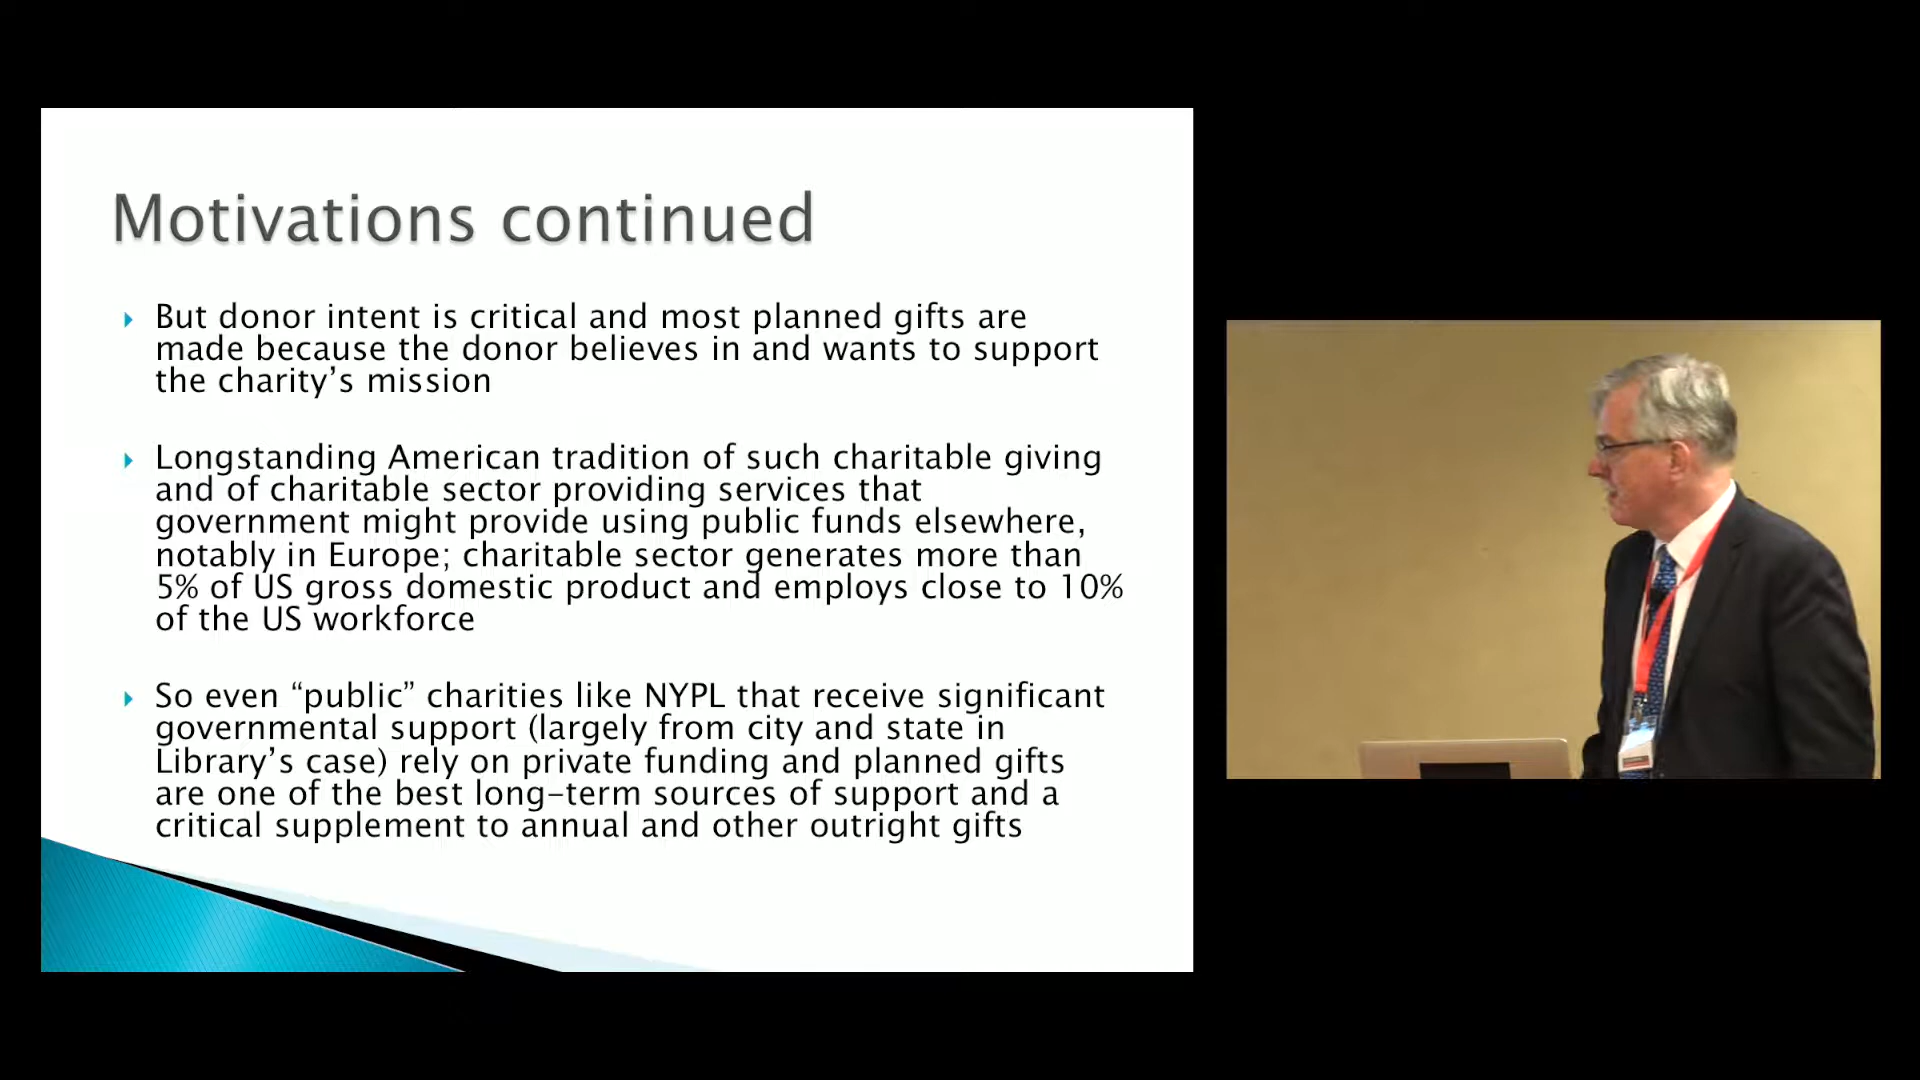 Motivations continued
But donor intent is critical and most planned gifts are
made because the donor believes in and wants to support
the charity’s mission
Longstanding American tradition of such charitable giving
and of charitable sector providing services that
government might provide using public funds elsewhere,
notably in Europe; charitable sector generates more than
5% of US gross domestic product and employs close to 10%
of the US workforce
So even “public” charities like NYPL that receive significant
governmental support (largely from city and state in
Library’s case) rely on private funding and planned gifts
are one of the best long-term sources of support and a
critical supplement to annual and other outright gifts